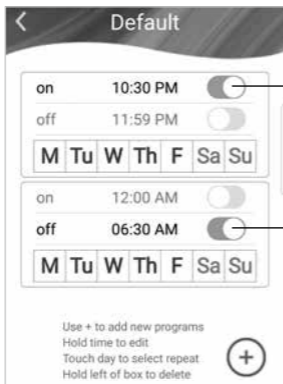 Default
on 10:30 PM
off 11:59 PM
M Tu W Th F Sa Su
on 12:00 AM
off 06:30 AM
M Tu W Th F Sa Su
Use + to add new programs
Hold time to edit
Touch day to select repeat
Hold left of box to delete